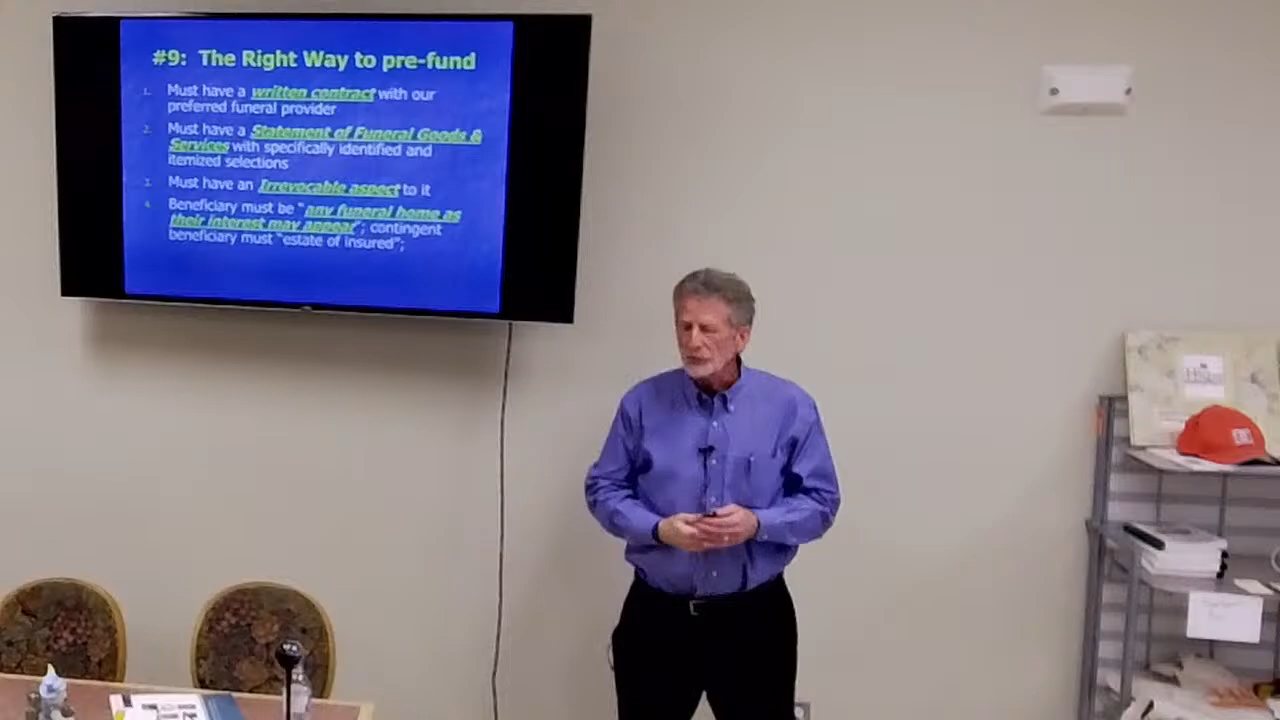 #9: The Right Way to pre-fund
1. Must have a written contract with our
preferred funeral provider
2. Must have a Statement of Funeral Goods &
Services with specifically identified and
itemized selections
3. Must have an Irrevocable aspect to it
4. Beneficiary must be "any funeral home as
their interest may appear"; contingent
beneficiary must "estate of insured";